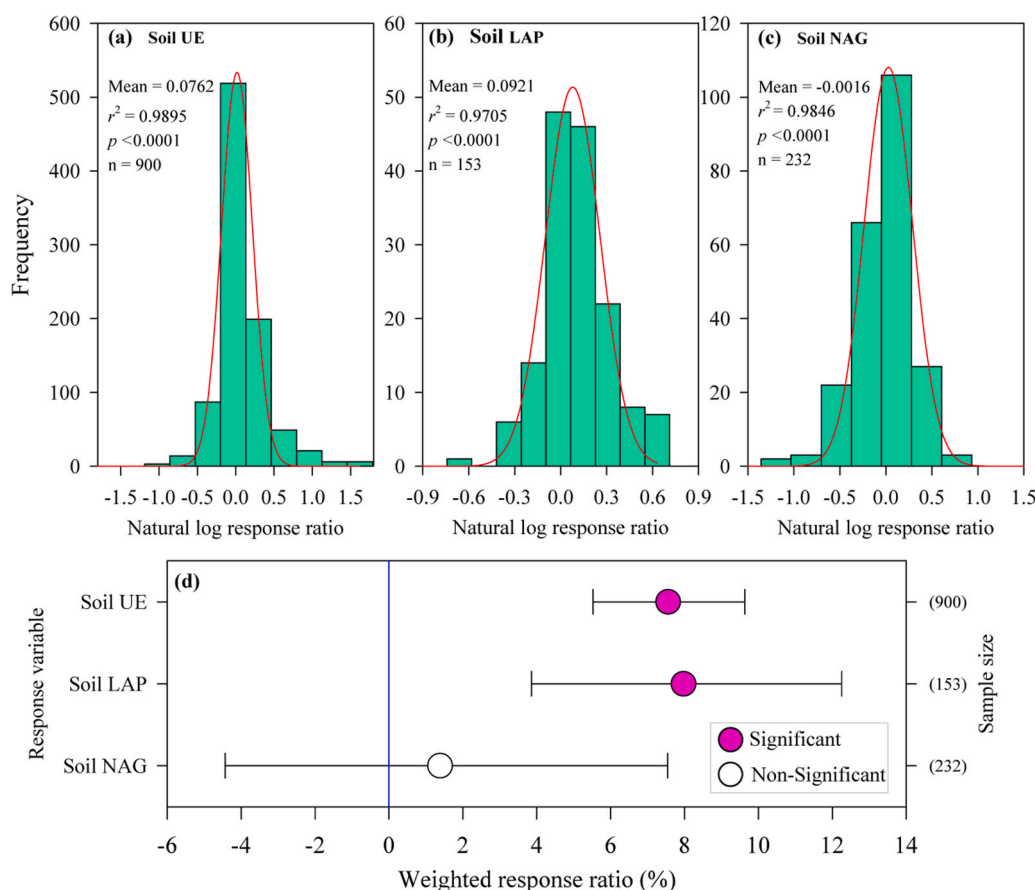 (a) Soil UE
Mean = 0.0762
r² = 0.9895
p <0.0001
n = 900
600
500
400
300
200
100
0
-1.5 -1.0 -0.5 0.0 0.5 1.0 1.5
Natural log response ratio
Frequency
(b) Soil LAP
Mean = 0.0921
r² = 0.9705
p <0.0001
n = 153
60
50
40
30
20
10
0
-0.9 -0.6 -0.3 0.0 0.3 0.6 0.9
Natural log response ratio
(c) Soil NAG
Mean = -0.0016
r² = 0.9846
p <0.0001
n = 232
120
100
80
60
40
20
0
-1.5 -1.0 -0.5 0.0 0.5 1.0 1.5
Natural log response ratio
(d)
Response variable
Soil UE
Soil LAP
Soil NAG
(900)
(153)
(232)
Sample size
Significant
Non-Significant
-6 -4 -2 0 2 4 6 8 10 12 14
Weighted response ratio (%)